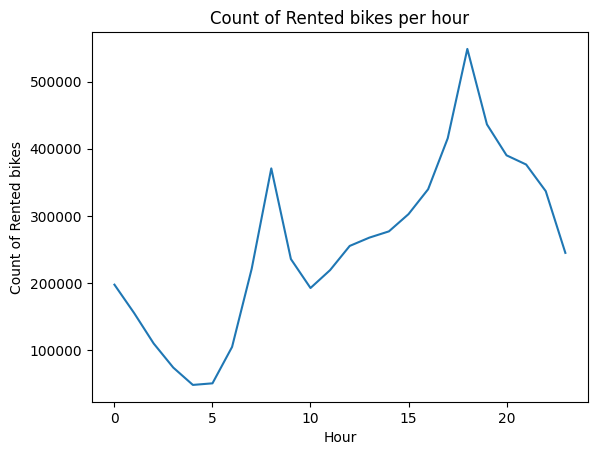 Count of Rented bikes per hour
Count of Rented bikes
500000
400000
300000
200000
100000
0 5 10 15 20
Hour